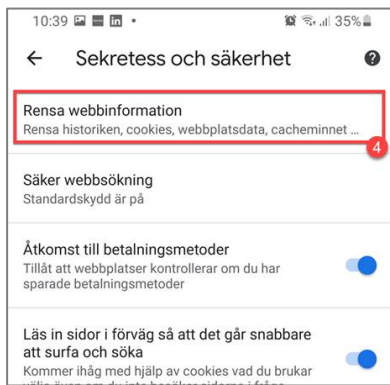 10:39 in • 35%
← Sekretess och säkerhet ?
Rensa webbinformation
Rensa historiken, cookies, webbplatsdata, cacheminnet ...
4
Säker webbsökning
Standardskydd är på
Åtkomst till betalningsmetoder
Tillåt att webbplatser kontrollerar om du har
sparade betalningsmetoder
Läs in sidor i förväg så att det går snabbare
att surfa och söka
Kommer ihåg med hjälp av cookies vad du brukar